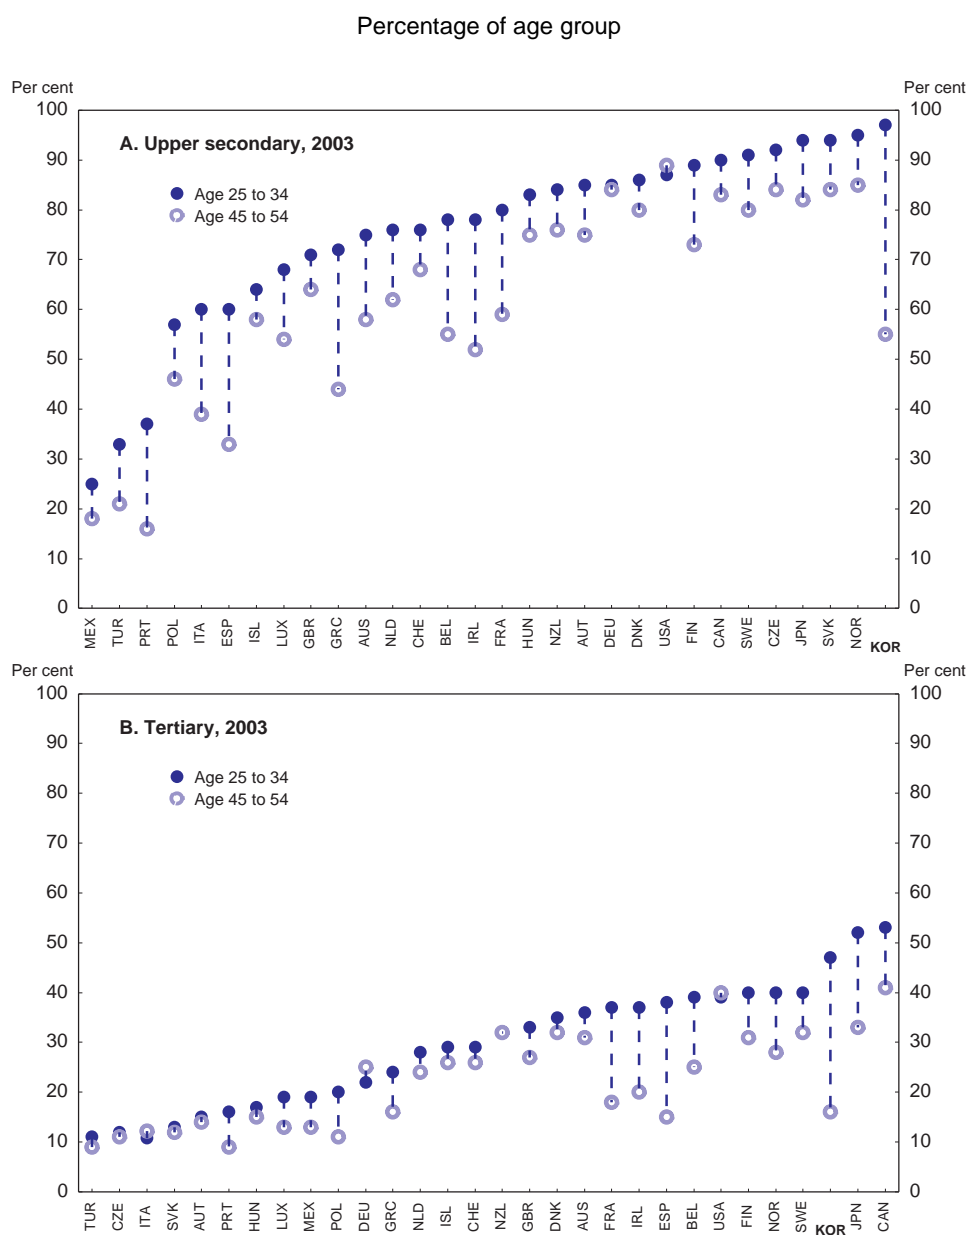 Percentage of age group
Per cent Per cent
100 100
A. Upper secondary, 2003
90 90
Age 25 to 34
80 Age 45 to 54 80
70 70
60 60
50 50
40 40
30 30
20 20
10 10
0 0
MEX TUR PRT POL ITA ESP ISL LUX GBR GRC AUS NLD CHE BEL IRL FRA HUN NZL AUT DEU DNK USA FIN CAN SWE CZE JPN SVK NOR KOR
Per cent Per cent
100 100
B. Tertiary, 2003
90 90
Age 25 to 34
80 Age 45 to 54 80
70 70
60 60
50 50
40 40
30 30
20 20
10 10
0 0
TUR CZE ITA SVK AUT PRT HUN LUX MEX POL DEU GRC NLD ISL CHE NZL GBR DNK AUS FRA IRL ESP BEL USA FIN NOR SWE KOR JPN CAN